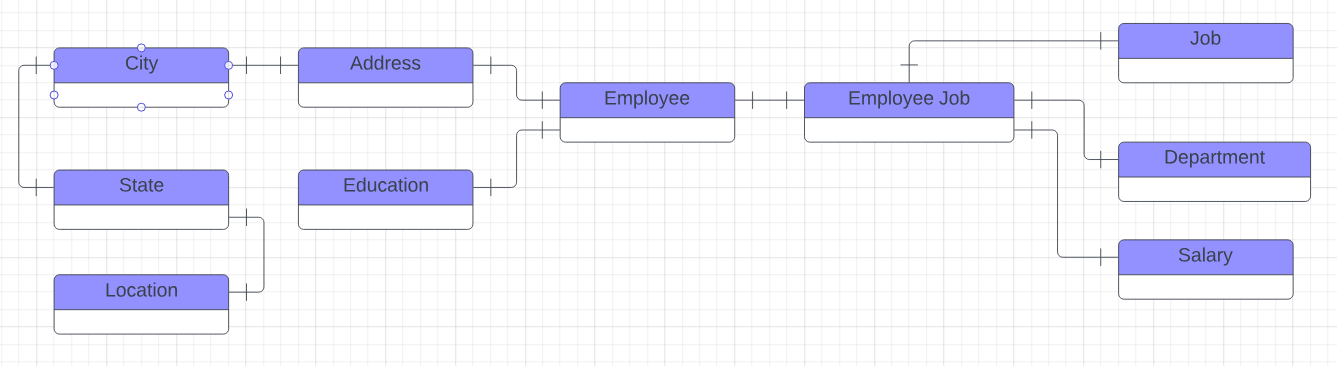 Job
City
Address
Employee
Employee Job
Department
State
Education
Salary
Location